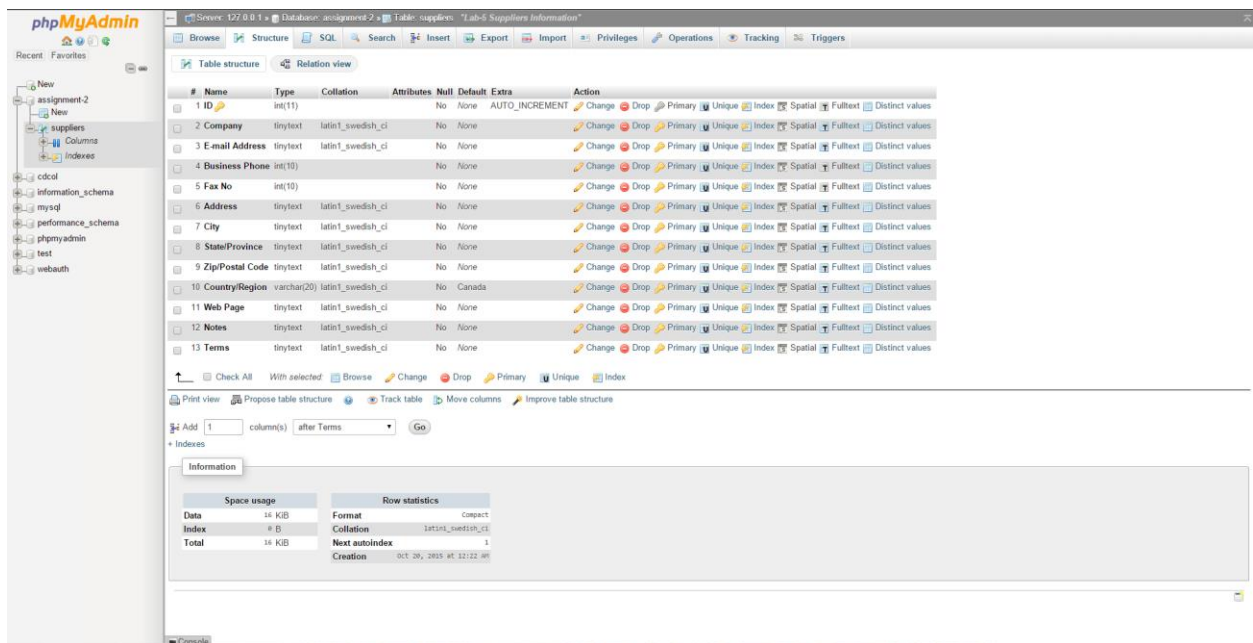 phpMyAdmin
Recent Favorites
New
assignment-2
New
suppliers
Columns
Indexes
cdcol
information_schema
mysql
performance_schema
phpmyadmin
test
webauth
Server: 127.0.0.1 » Database: assignment-2 » Table: suppliers "Lab-5 Suppliers Information"
Browse Structure SQL Search Insert Export Import Privileges Operations Tracking Triggers
Table structure Relation view
# Name Type Collation Attributes Null Default Extra Action
1 ID int(11) No None AUTO_INCREMENT Change Drop Primary Unique Index Spatial Fulltext Distinct values
2 Company tinytext latin1_swedish_ci No None Change Drop Primary Unique Index Spatial Fulltext Distinct values
3 E-mail Address tinytext latin1_swedish_ci No None Change Drop Primary Unique Index Spatial Fulltext Distinct values
4 Business Phone int(10) No None Change Drop Primary Unique Index Spatial Fulltext Distinct values
5 Fax No int(10) No None Change Drop Primary Unique Index Spatial Fulltext Distinct values
6 Address tinytext latin1_swedish_ci No None Change Drop Primary Unique Index Spatial Fulltext Distinct values
7 City tinytext latin1_swedish_ci No None Change Drop Primary Unique Index Spatial Fulltext Distinct values
8 State/Province tinytext latin1_swedish_ci No None Change Drop Primary Unique Index Spatial Fulltext Distinct values
9 Zip/Postal Code tinytext latin1_swedish_ci No None Change Drop Primary Unique Index Spatial Fulltext Distinct values
10 Country/Region varchar(20) latin1_swedish_ci No Canada Change Drop Primary Unique Index Spatial Fulltext Distinct values
11 Web Page tinytext latin1_swedish_ci No None Change Drop Primary Unique Index Spatial Fulltext Distinct values
12 Notes tinytext latin1_swedish_ci No None Change Drop Primary Unique Index Spatial Fulltext Distinct values
13 Terms tinytext latin1_swedish_ci No None Change Drop Primary Unique Index Spatial Fulltext Distinct values
Check All With selected: Browse Change Drop Primary Unique Index
Print view Propose table structure Track table Move columns Improve table structure
Add 1 column(s) after Terms Go
+ Indexes
Information
Space usage
Data 16 KiB
Index 0 B
Total 16 KiB
Row statistics
Format Compact
Collation latin1_swedish_ci
Next autoindex 1
Creation Oct 20, 2015 at 12:22 AM
Console